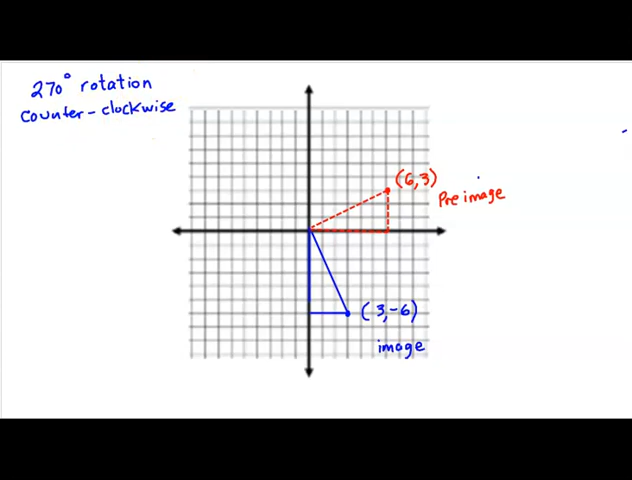 270° rotation
counter-clockwise
(6,3)
Pre image
(3,-6)
image